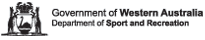 Government of Western Australia
Department of Sport and Recreation